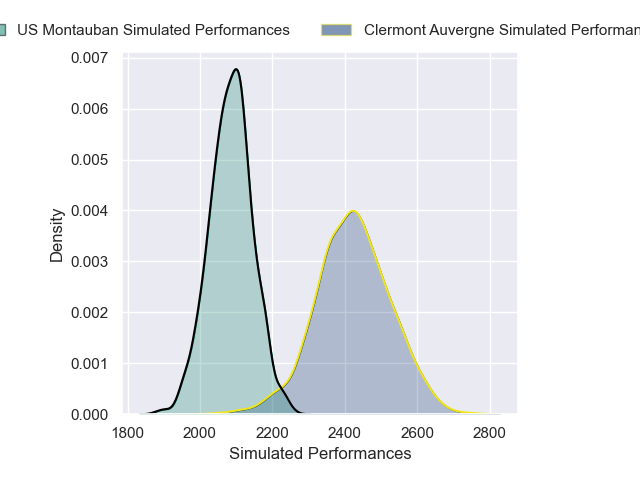 US Montauban Simulated Performances Clermont Auvergne Simulated Performan
0.007
0.006
0.005
0.004
0.003
0.002
0.001
0.000
Density
1800 2000 2200 2400 2600 2800
Simulated Performances